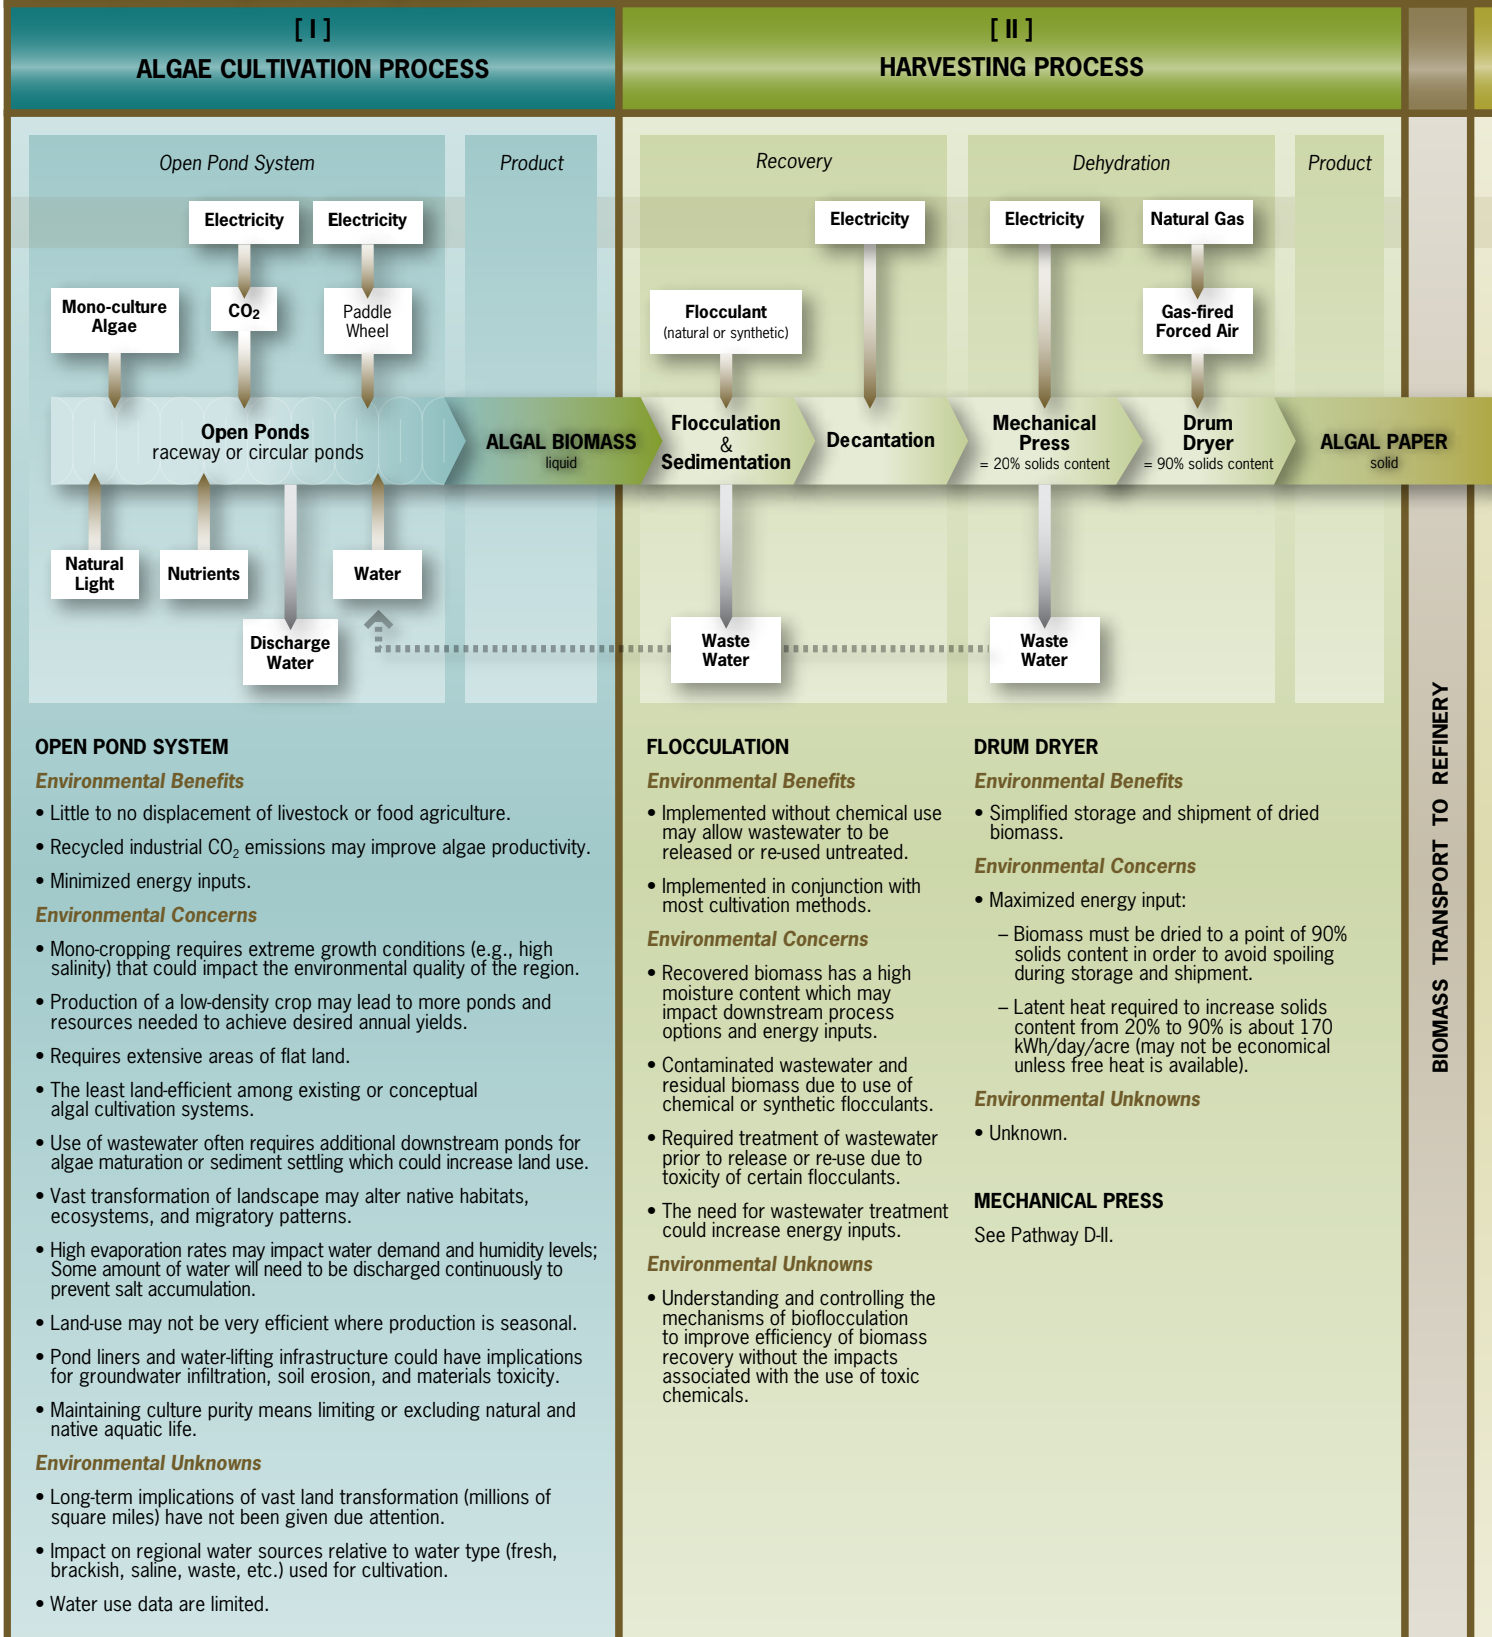 [ I ]
ALGAE CULTIVATION PROCESS
[ II ]
HARVESTING PROCESS
Open Pond System
Product
Recovery
Dehydration
Product
Electricity
Electricity
Electricity
Electricity
Natural Gas
Mono-culture
Algae
CO2
Paddle
Wheel
Flocculant
(natural or synthetic)
Gas-fired
Forced Air
Open Ponds
raceway or circular ponds
ALGAL BIOMASS
liquid
Flocculation
&
Sedimentation
Decantation
Mechanical
Press
= 20% solids content
Drum
Dryer
= 90% solids content
ALGAL PAPER
solid
Natural
Light
Nutrients
Water
Discharge
Water
Waste
Water
Waste
Water
OPEN POND SYSTEM
Environmental Benefits
• Little to no displacement of livestock or food agriculture.
• Recycled industrial CO2 emissions may improve algae productivity.
• Minimized energy inputs.
Environmental Concerns
• Mono-cropping requires extreme growth conditions (e.g., high
salinity) that could impact the environmental quality of the region.
• Production of a low-density crop may lead to more ponds and
resources needed to achieve desired annual yields.
• Requires extensive areas of flat land.
• The least land-efficient among existing or conceptual
algal cultivation systems.
• Use of wastewater often requires additional downstream ponds for
algae maturation or sediment settling which could increase land use.
• Vast transformation of landscape may alter native habitats,
ecosystems, and migratory patterns.
• High evaporation rates may impact water demand and humidity levels;
Some amount of water will need to be discharged continuously to
prevent salt accumulation.
• Land-use may not be very efficient where production is seasonal.
• Pond liners and water-lifting infrastructure could have implications
for groundwater infiltration, soil erosion, and materials toxicity.
• Maintaining culture purity means limiting or excluding natural and
native aquatic life.
Environmental Unknowns
• Long-term implications of vast land transformation (millions of
square miles) have not been given due attention.
• Impact on regional water sources relative to water type (fresh,
brackish, saline, waste, etc.) used for cultivation.
• Water use data are limited.
FLOCCULATION
Environmental Benefits
• Implemented without chemical use
may allow wastewater to be
released or re-used untreated.
• Implemented in conjunction with
most cultivation methods.
Environmental Concerns
• Recovered biomass has a high
moisture content which may
impact downstream process
options and energy inputs.
• Contaminated wastewater and
residual biomass due to use of
chemical or synthetic flocculants.
• Required treatment of wastewater
prior to release or re-use due to
toxicity of certain flocculants.
• The need for wastewater treatment
could increase energy inputs.
Environmental Unknowns
• Understanding and controlling the
mechanisms of bioflocculation
to improve efficiency of biomass
recovery without the impacts
associated with the use of toxic
chemicals.
DRUM DRYER
Environmental Benefits
• Simplified storage and shipment of dried
biomass.
Environmental Concerns
• Maximized energy input:
– Biomass must be dried to a point of 90%
solids content in order to avoid spoiling
during storage and shipment.
– Latent heat required to increase solids
content from 20% to 90% is about 170
kWh/day/acre (may not be economical
unless free heat is available).
Environmental Unknowns
• Unknown.
MECHANICAL PRESS
See Pathway D-II.
BIOMASS TRANSPORT TO REFINERY